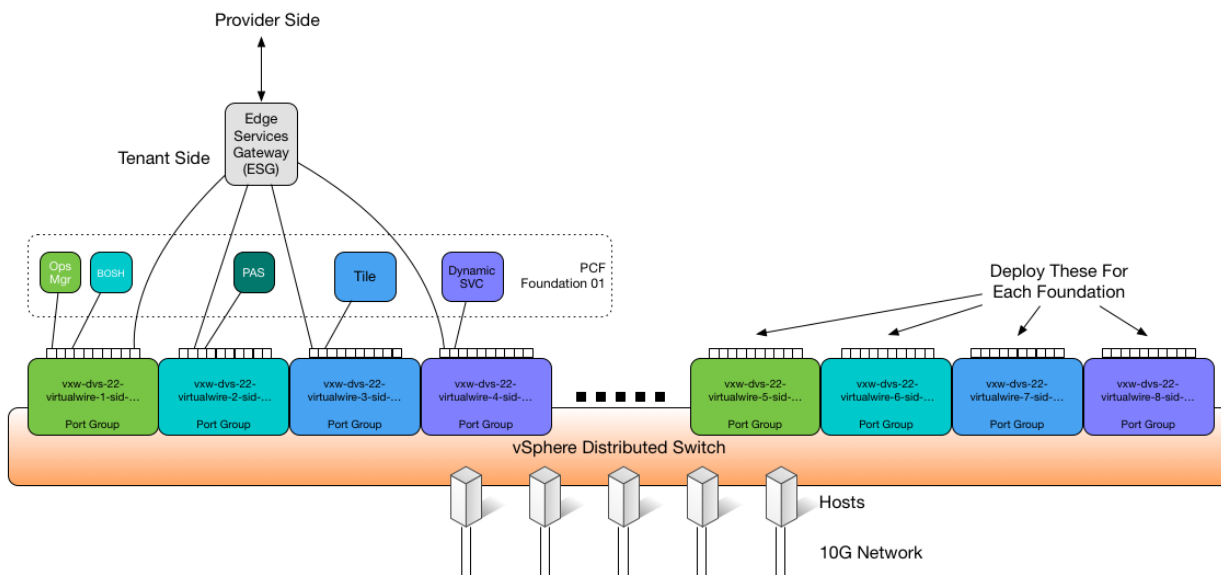 Provider Side
Edge
Services
Gateway
(ESG)
Tenant Side
Ops
Mgr
BOSH
PAS
Tile
Dynamic
SVC
PCF
Foundation 01
Deploy These For
Each Foundation
vxw-dvs-22-
virtualwire-1-sid-...
Port Group
vxw-dvs-22-
virtualwire-2-sid-...
Port Group
vxw-dvs-22-
virtualwire-3-sid-...
Port Group
vxw-dvs-22-
virtualwire-4-sid-...
Port Group
vxw-dvs-22-
virtualwire-5-sid-...
Port Group
vxw-dvs-22-
virtualwire-6-sid-...
Port Group
vxw-dvs-22-
virtualwire-7-sid-...
Port Group
vxw-dvs-22-
virtualwire-8-sid-...
Port Group
vSphere Distributed Switch
Hosts
10G Network